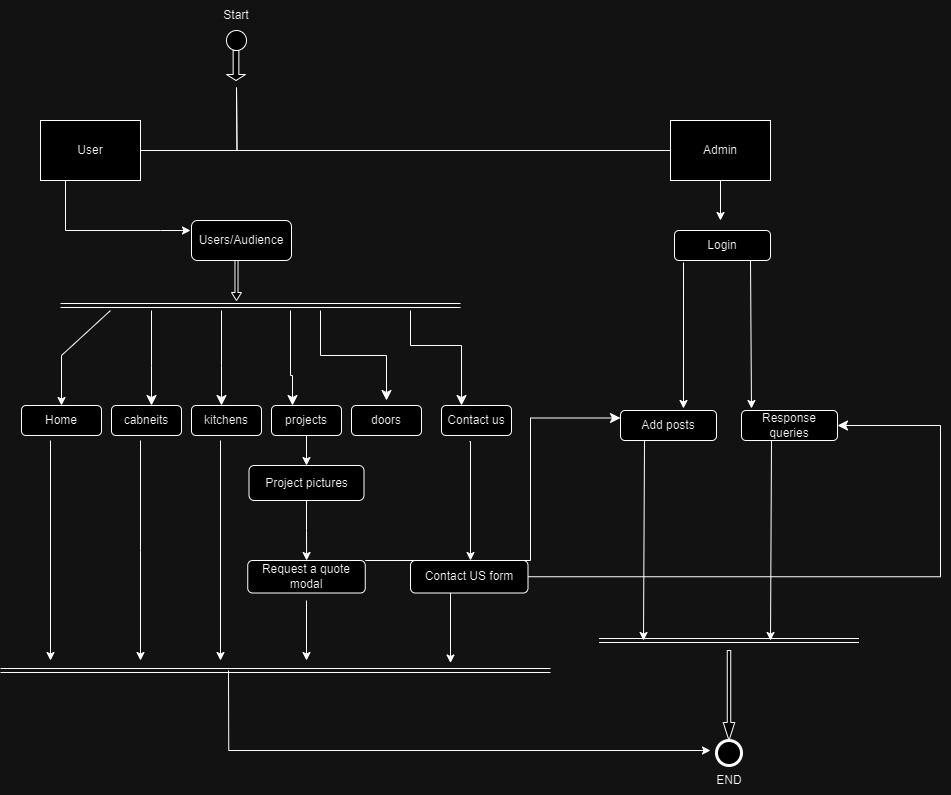 Start
User
Admin
Users/Audience
Login
Home
cabneits
kitchens
projects
doors
Contact us
Add posts
Response
queries
Project pictures
Request a quote
modal
Contact US form
END